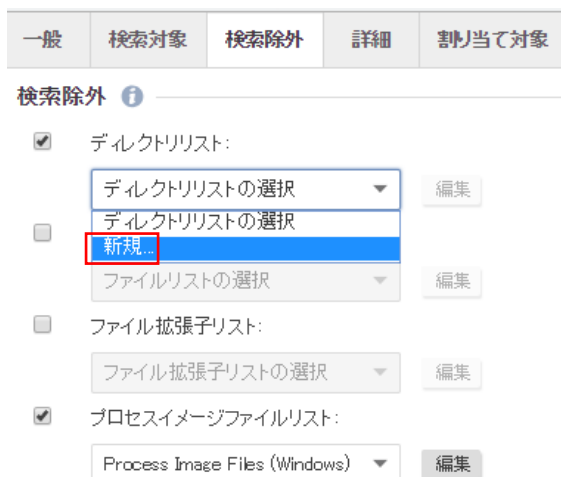 一般 検索対象 検索除外 詳細 割り当て対象
検索除外
ディレクトリリスト:
ディレクトリリストの選択 編集
ディレクトリリストの選択
新規...
ファイルリストの選択 編集
ファイル拡張子リスト:
ファイル拡張子リストの選択 編集
プロセスイメージファイルリスト:
Process Image Files (Windows) 編集